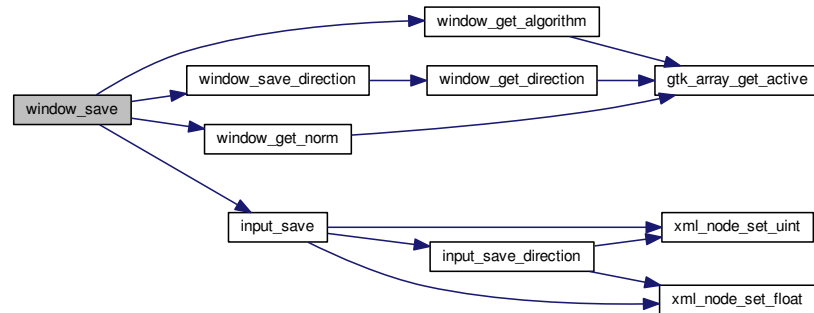 window_get_algorithm
window_save_direction
window_get_direction
gtk_array_get_active
window_save
window_get_norm
input_save
xml_node_set_uint
input_save_direction
xml_node_set_float